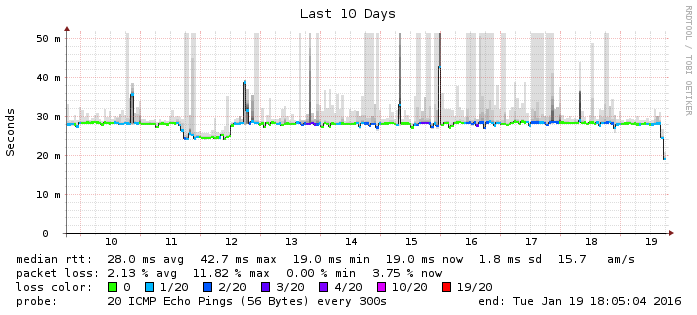 Last 10 Days
RRDTOOL / TOBI OETIKER
Seconds
50 m
40 m
30 m
20 m
10 m
0
10 11 12 13 14 15 16 17 18 19
median rtt: 28.0 ms avg 42.7 ms max 19.0 ms min 19.0 ms now 1.8 ms sd 15.7 am/s
packet loss: 2.13 % avg 11.82 % max 0.00 % min 3.75 % now
loss color: 0 1/20 2/20 3/20 4/20 10/20 19/20
probe: 20 ICMP Echo Pings (56 Bytes) every 300s end: Tue Jan 19 18:05:04 2016